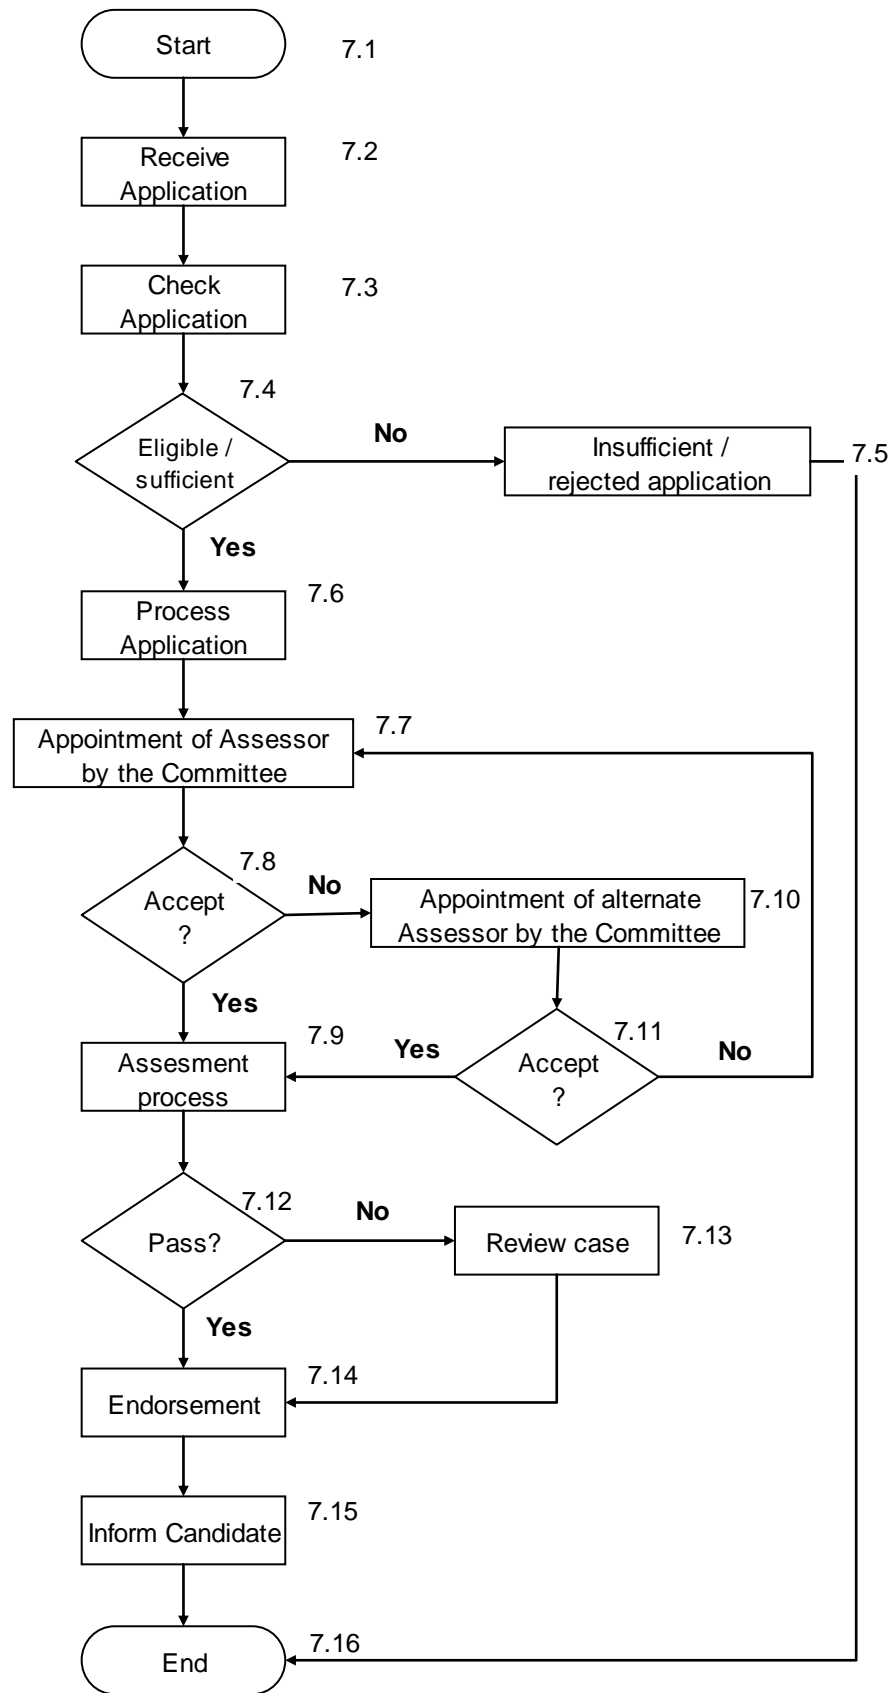 Start
7.1
Receive
Application
7.2
Check
Application
7.3
7.4
Eligible /
sufficient
No
Insufficient /
rejected application
7.5
Yes
7.6
Process
Application
7.7
Appointment of Assessor
by the Committee
7.8
Accept
?
No
Appointment of alternate
Assessor by the Committee
7.10
Yes
7.9
Assesment
process
Yes
7.11
Accept
?
No
7.12
Pass?
No
Review case
7.13
Yes
7.14
Endorsement
7.15
Inform Candidate
7.16
End